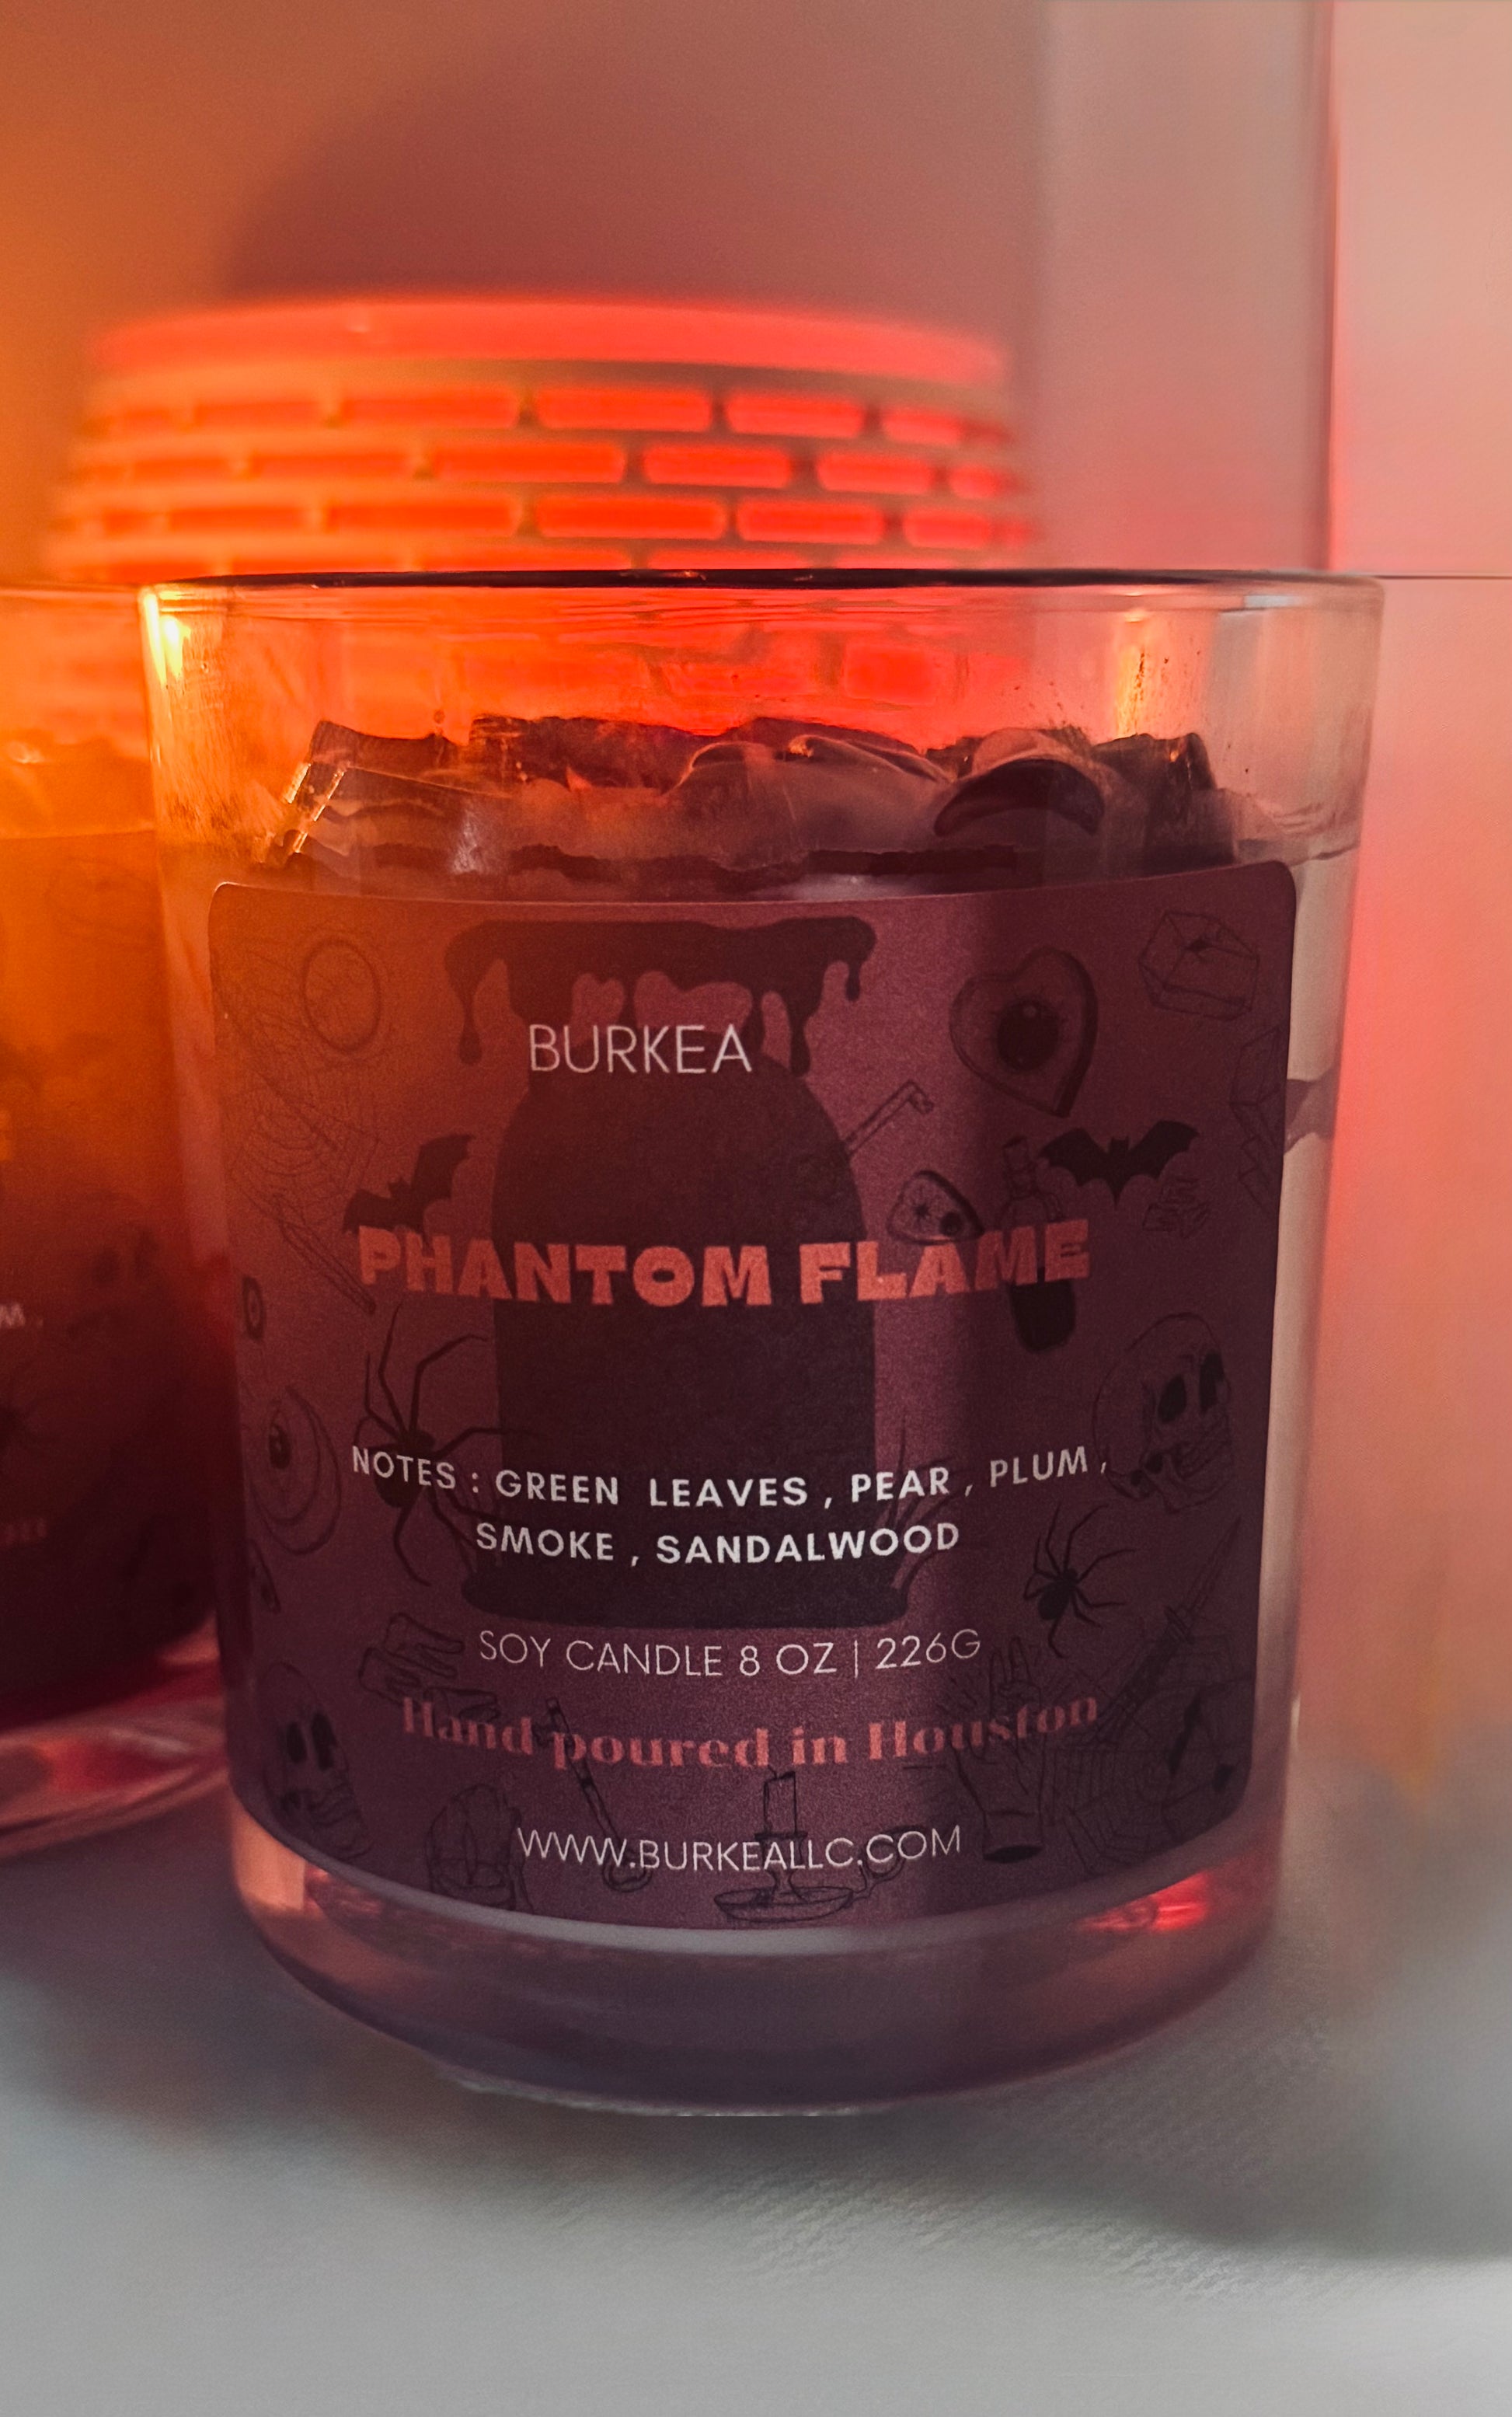 BURKEA
PHANTOM FLAME
NOTES : GREEN LEAVES , PEAR , PLUM ,
SMOKE , SANDALWOOD
SOY CANDLE 8 OZ | 226G
Hand poured in Houston
WWW.BURKEALLC.COM